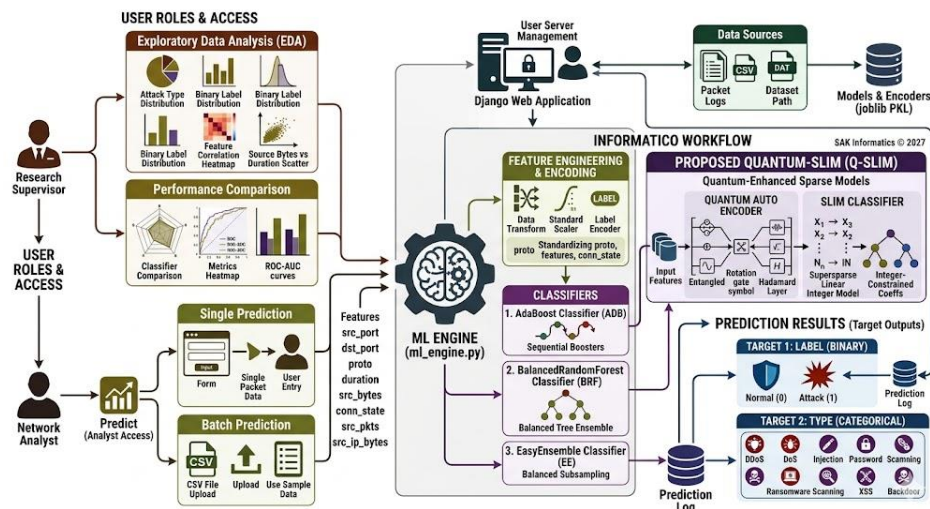 USER ROLES & ACCESS
Exploratory Data Analysis (EDA)
Attack Type
Distribution
Binary Label
Distribution
Binary Label
Distribution
Binary Label
Distribution
Feature
Correlation
Heatmap
Source Bytes vs
Duration Scatter
Research
Supervisor
Performance Comparison
Classifier
Comparison
Metrics
Heatmap
ROC-AUC
curves
USER
ROLES &
ACCESS
Single Prediction
Input
Form
Single
Packet
Data
User
Entry
Network
Analyst
Predict
(Analyst Access)
Batch Prediction
CSV
CSV File
Upload
Upload
Use Sample
Data
Features
src_port
dst_port
proto
duration
src_bytes
conn_state
src_pkts
src_ip_bytes
ML ENGINE
(ml_engine.py)
User Server
Management
Django Web Application
Data Sources
Packet
Logs
CSV
DAT
Dataset
Path
Models & Encoders
(joblib PKL)
INFORMATICO WORKFLOW
SAK Informatics © 2027
FEATURE ENGINEERING
& ENCODING
Data
Transform
Standard
Scaler
LABEL
Label
Encoder
proto
Standardizing proto,
features, conn_state
CLASSIFIERS
1. AdaBoost Classifier (ADB)
Sequential Boosters
2. BalancedRandomForest
Classifier (BRF)
Balanced Tree Ensemble
3. EasyEnsemble Classifier
(EE)
Balanced Subsampling
PROPOSED QUANTUM-SLIM (Q-SLIM)
Quantum-Enhanced Sparse Models
Input
Features
QUANTUM AUTO
ENCODER
Entangled
Rotation
gate
symbol
H
Hadamard
Layer
SLIM CLASSIFIER
X₁ → X₃
X₂ → X₂
Nₙ → IN
Supersparse
Linear
Integer Model
Integer-
Constrained
Coeffs
PREDICTION RESULTS (Target Outputs)
TARGET 1: LABEL (BINARY)
Normal (0)
Attack (1)
Prediction
Log
TARGET 2: TYPE (CATEGORICAL)
DDoS
DoS
Injection
Password
Scamning
Ransomware
Scanning
XSS
Backdoor
Prediction
Log